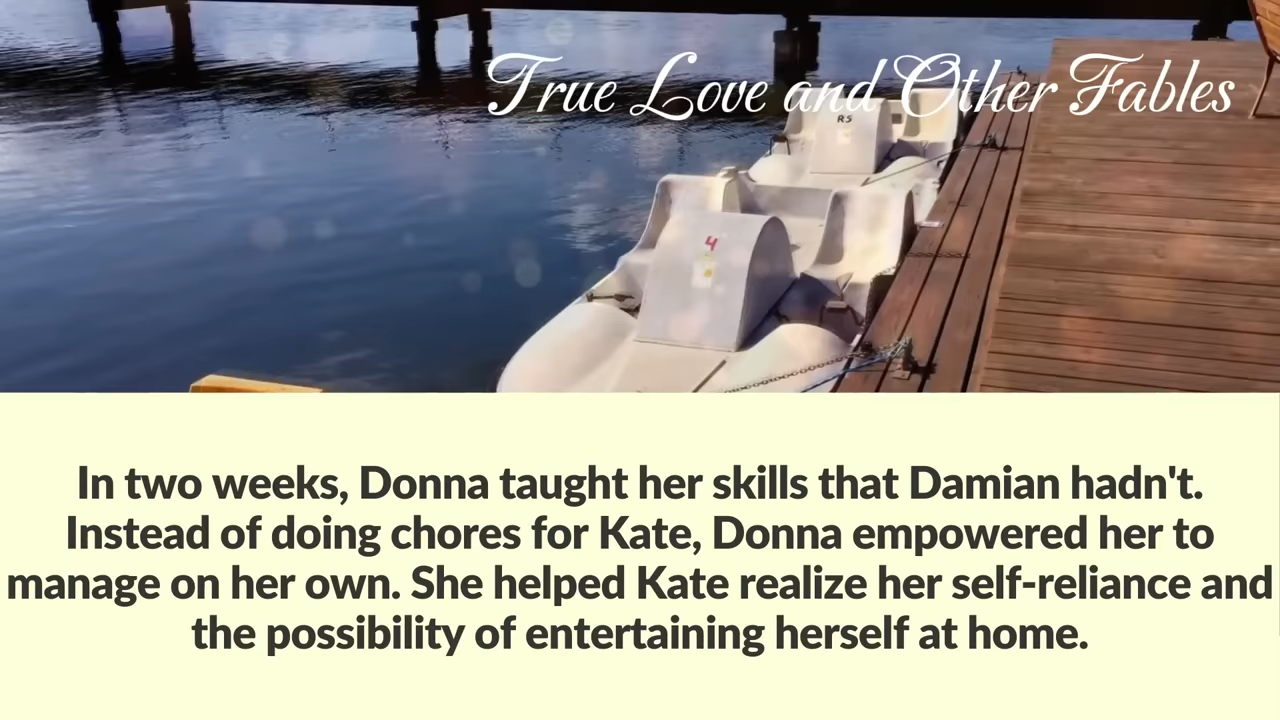 True Love and Other Fables
R5
4
In two weeks, Donna taught her skills that Damian hadn't.
Instead of doing chores for Kate, Donna empowered her to
manage on her own. She helped Kate realize her self-reliance and
the possibility of entertaining herself at home.